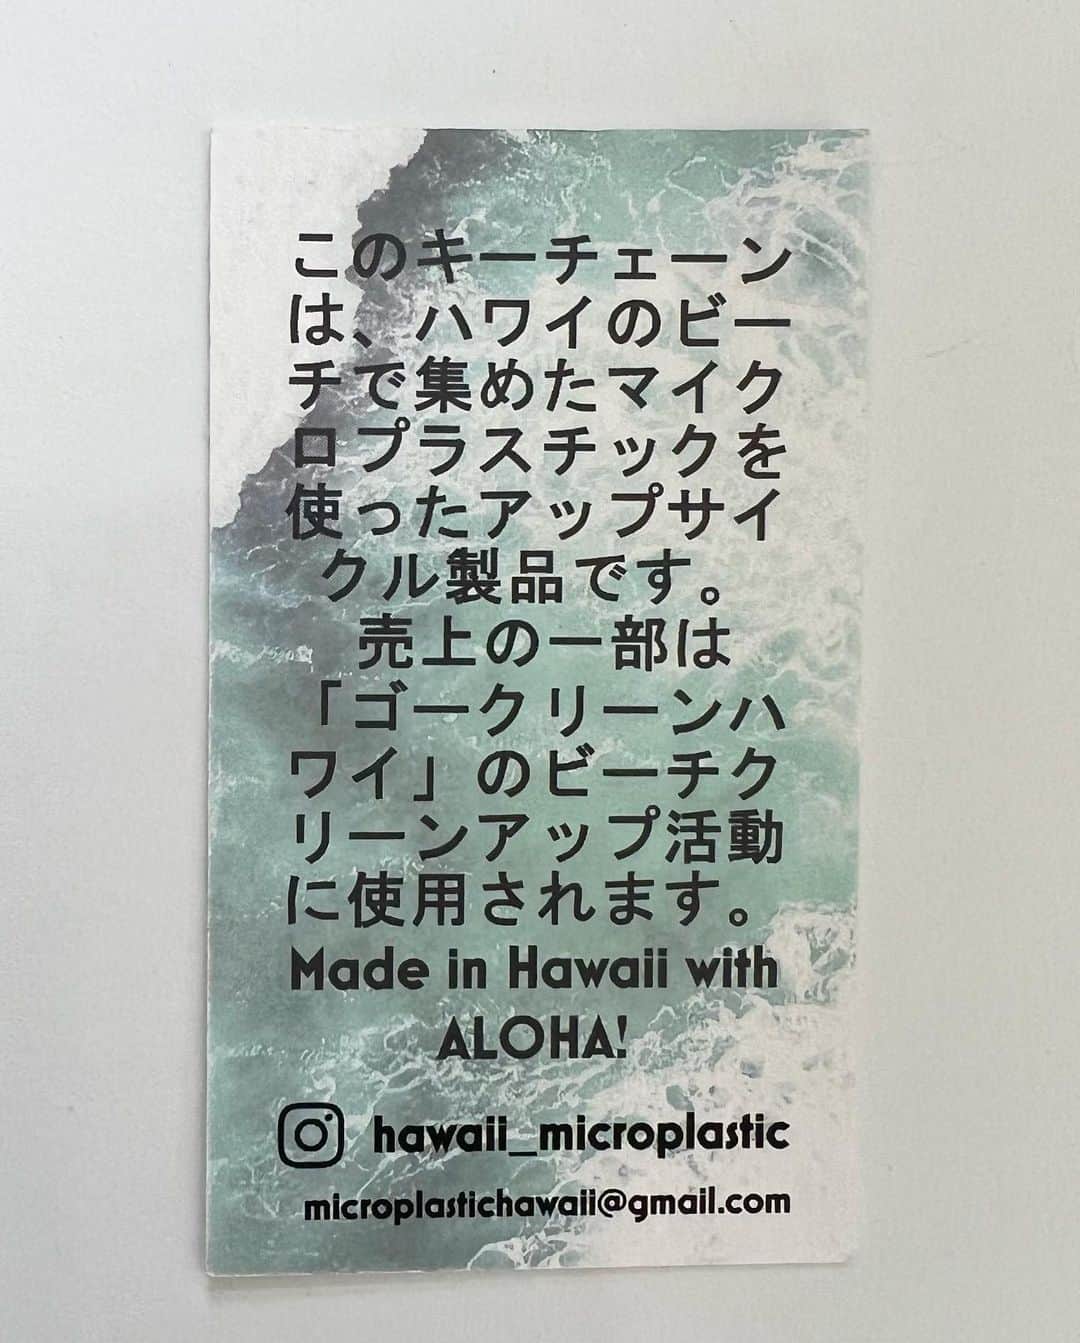 このキーチェーン
は、ハワイのビー
チで集めたマイク
ロプラスチックを
使ったアップサイ
クル製品です。
売上の一部は
「ゴークリーンハ
ワイ」のビーチク
リーンアップ活動
に使用されます。
Made in Hawaii with
ALOHA!
hawaii_microplastic
microplastichawaii@gmail.com